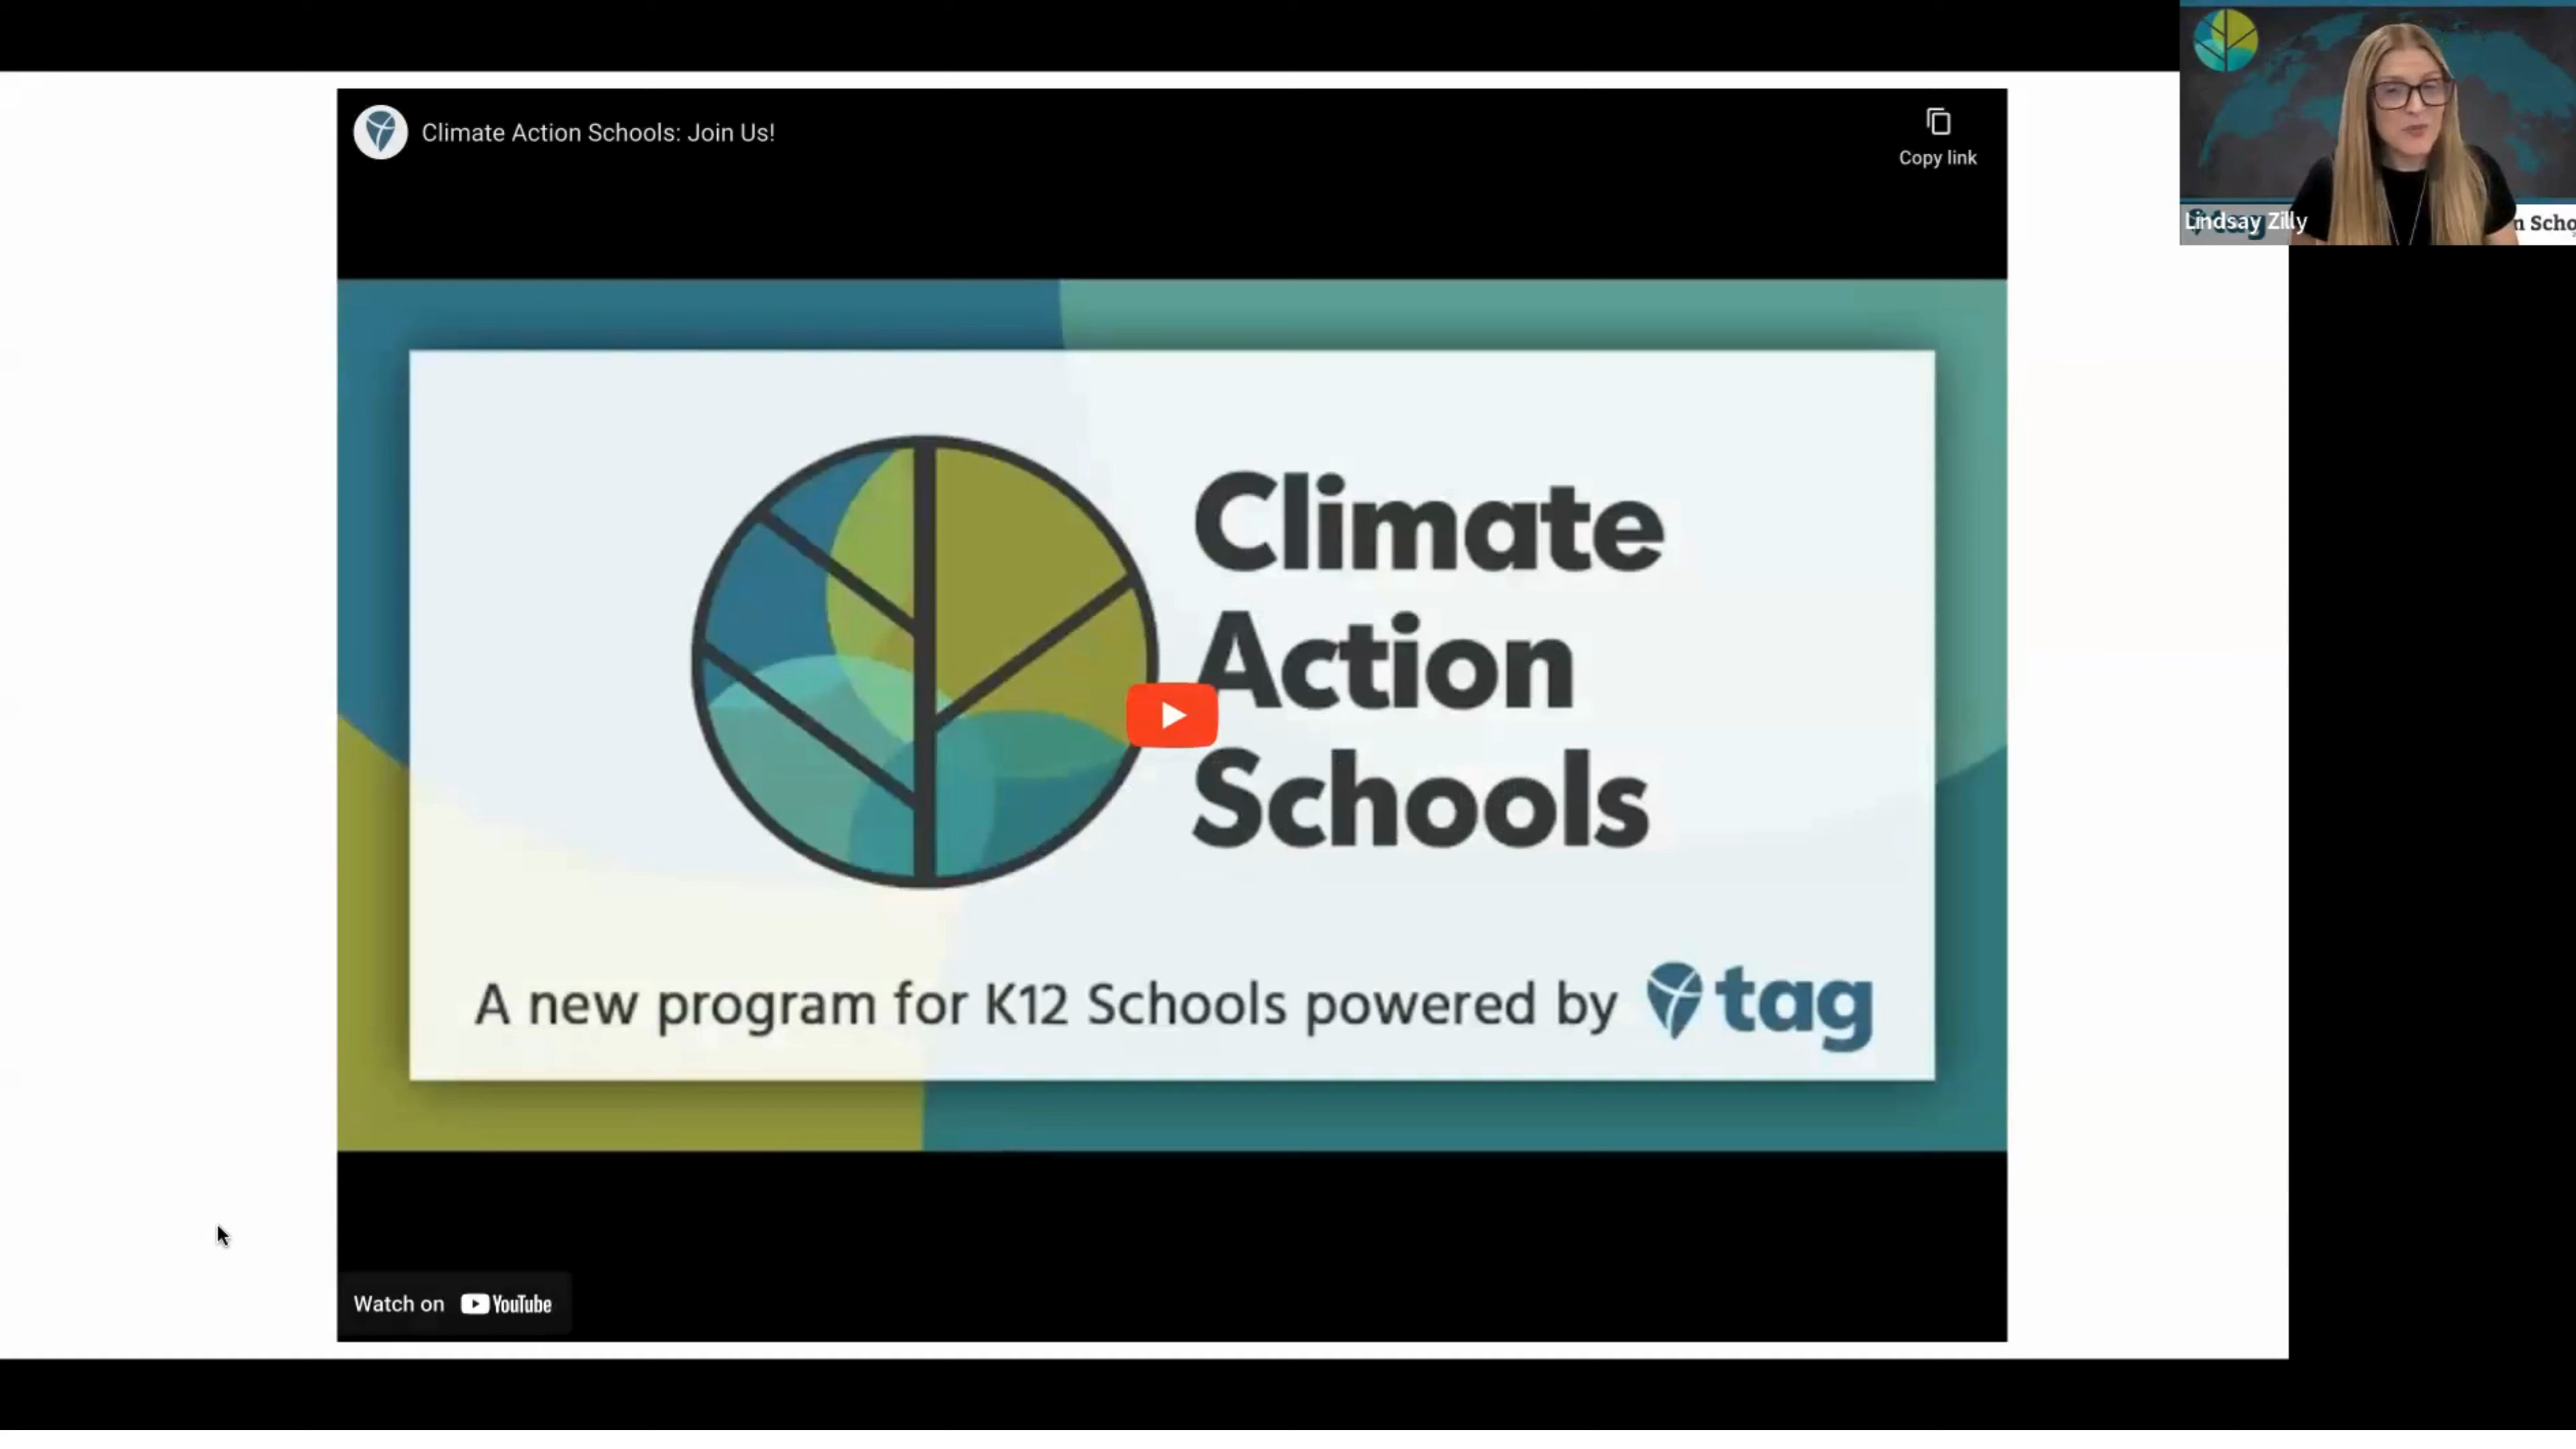 Climate Action Schools: Join Us!
Copy link
Lindsay Zilly
tag
n Scho
Climate
Action
Schools
A new program for K12 Schools powered by tag
Watch on YouTube